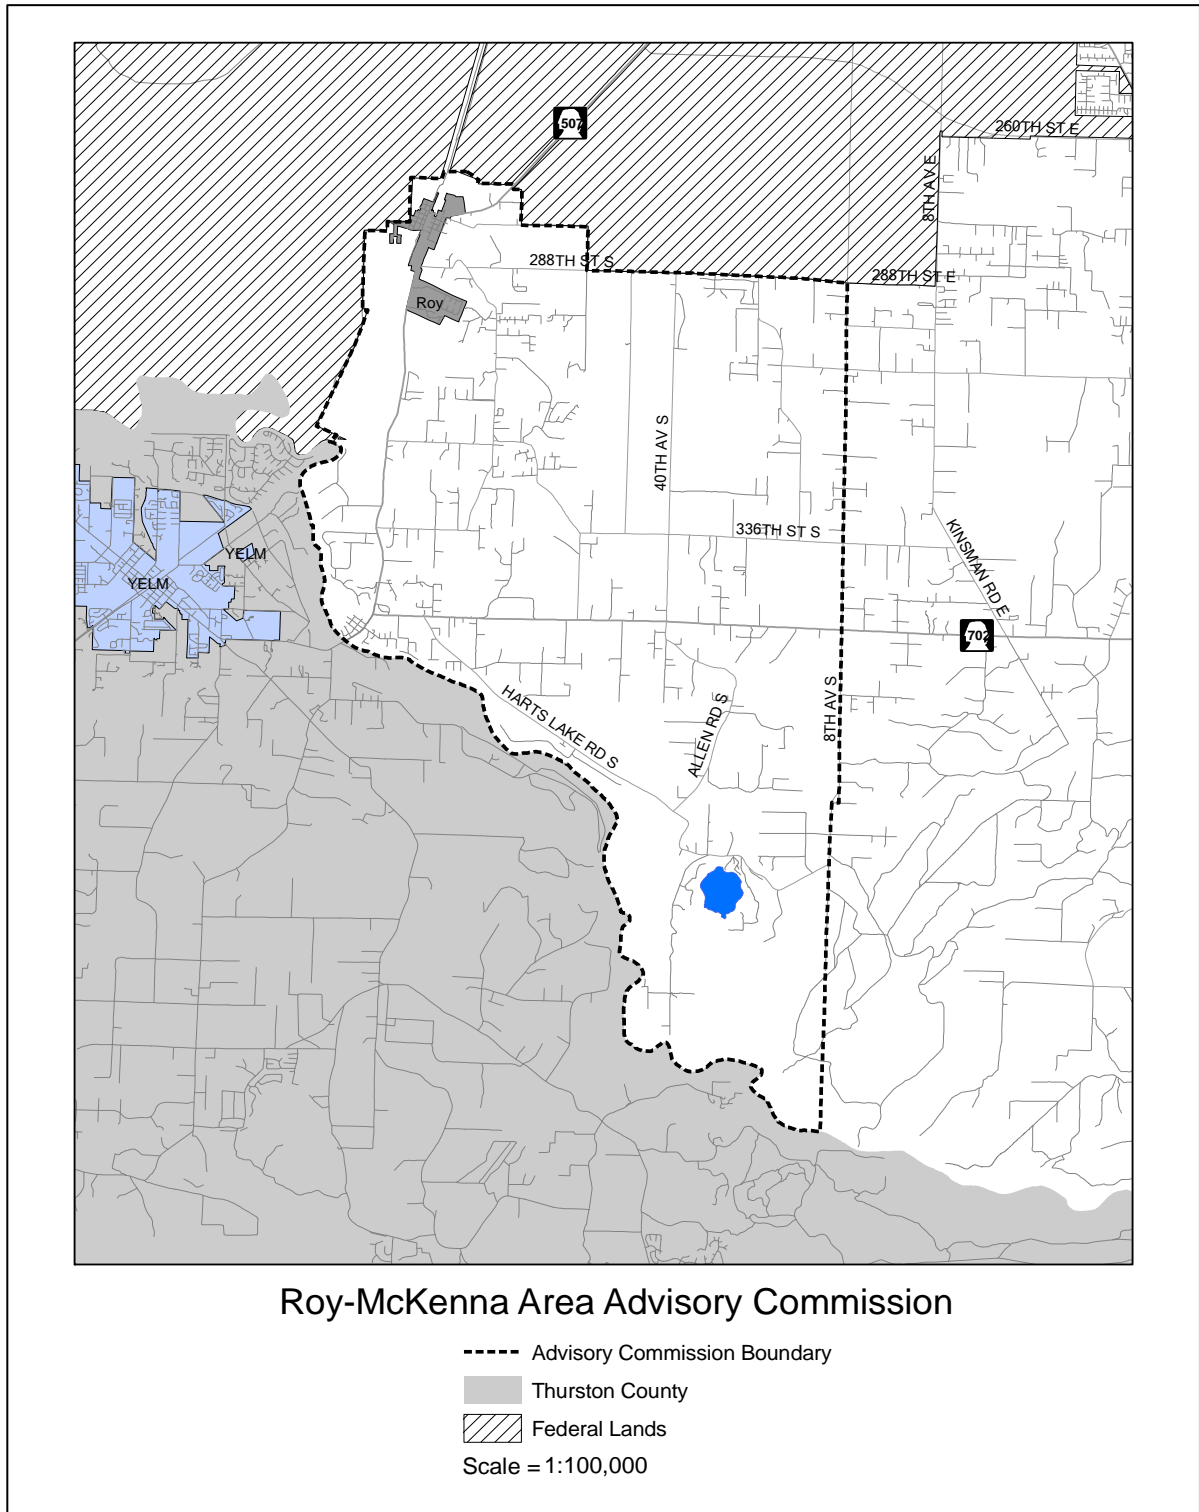 507
260TH ST E
8TH AV E
288TH ST S
288TH ST E
Roy
40TH AV S
336TH ST S
KINSMAN RD E
YELM
YELM
702
HARTS LAKE RD S
ALLEN RD S
8TH AV S
Roy-McKenna Area Advisory Commission
Advisory Commission Boundary
Thurston County
Federal Lands
Scale = 1:100,000